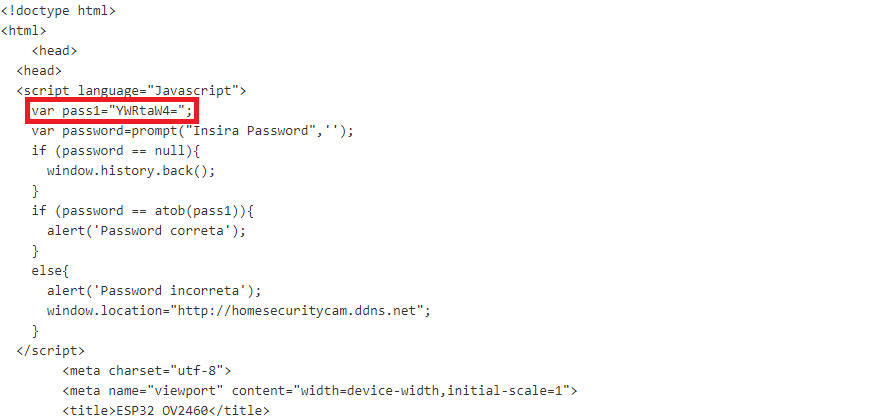 <!doctype html>
<html>
<head>
<head>
<script language="Javascript">
var pass1="YWRtaW4=";
var password=prompt("Insira Password",'');
if (password == null){
window.history.back();
}
if (password == atob(pass1)){
alert('Password correta');
}
else{
alert('Password incorreta');
window.location="http://homesecuritycam.ddns.net";
}
</script>
<meta charset="utf-8">
<meta name="viewport" content="width=device-width,initial-scale=1">
<title>ESP32 OV2460</title>